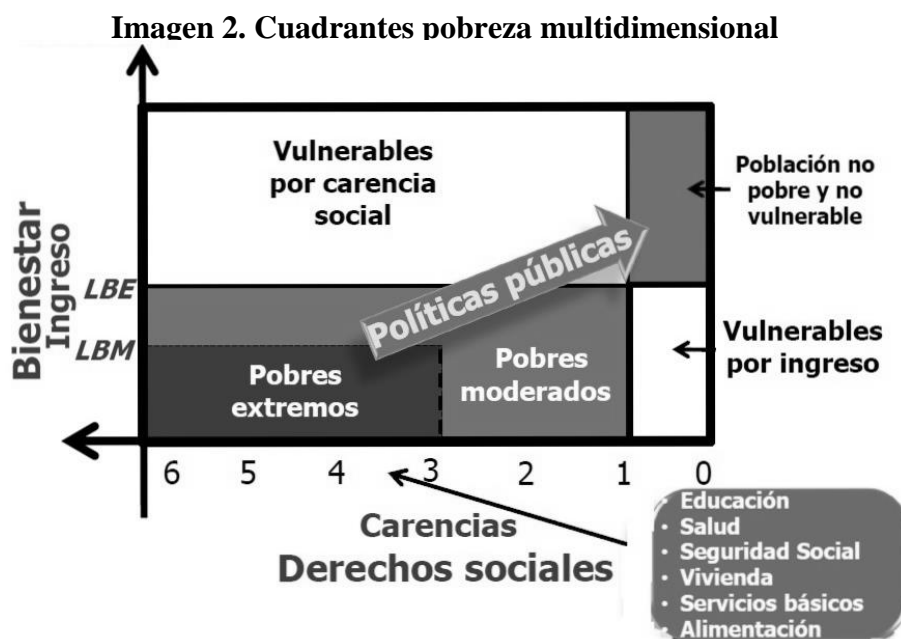 Imagen 2. Cuadrantes pobreza multidimensional
Vulnerables
por carencia
social
Población no
pobre y no
vulnerable
Políticas públicas
Bienestar
Ingreso
LBE
LBM
Pobres
extremos
Pobres
moderados
Vulnerables
por ingreso
6 5 4 3 2 1 0
Carencias
Derechos sociales
• Educación
• Salud
• Seguridad Social
• Vivienda
• Servicios básicos
• Alimentación